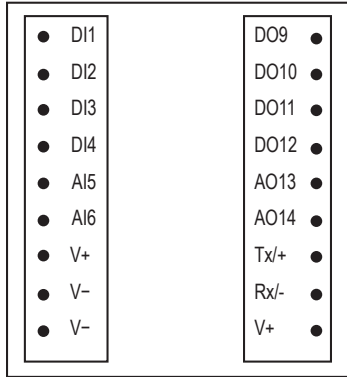 DI1
DI2
DI3
DI4
AI5
AI6
V+
V−
V−
DO9
DO10
DO11
DO12
AO13
AO14
Tx/+
Rx/-
V+